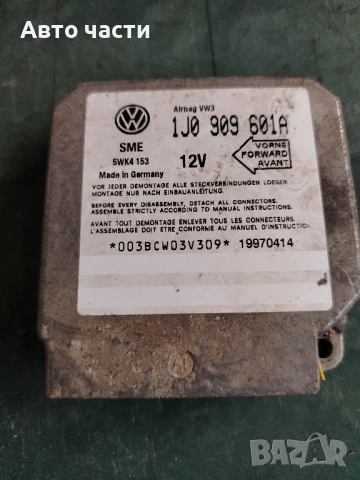 Авто части
Airbag VW3
1J0 909 601A
SME
5WK4 153
12V
VORNE
FORWARD
AVANT
Made in Germany
VOR JEDER DEMONTAGE ALLE STECKVERBINDUNGEN LOESEN
MONTAGE NUR NACH EINBAUANLEITUNG.
BEFORE EVERY DISASSEMBLY, DETACH ALL CONNECTORS.
ASSEMBLE STRICTLY ACCORDING TO MANUAL INSTRUCTIONS.
AVANT TOUT DEMONTAGE ENLEVER TOUS LES CONNECTEURS.
L'ASSEMBLAGE DOIT ETRE CONFORME AU MANUEL D'INSTRUCTION
*003BCW03V309* 19970414
BAZAR
bg